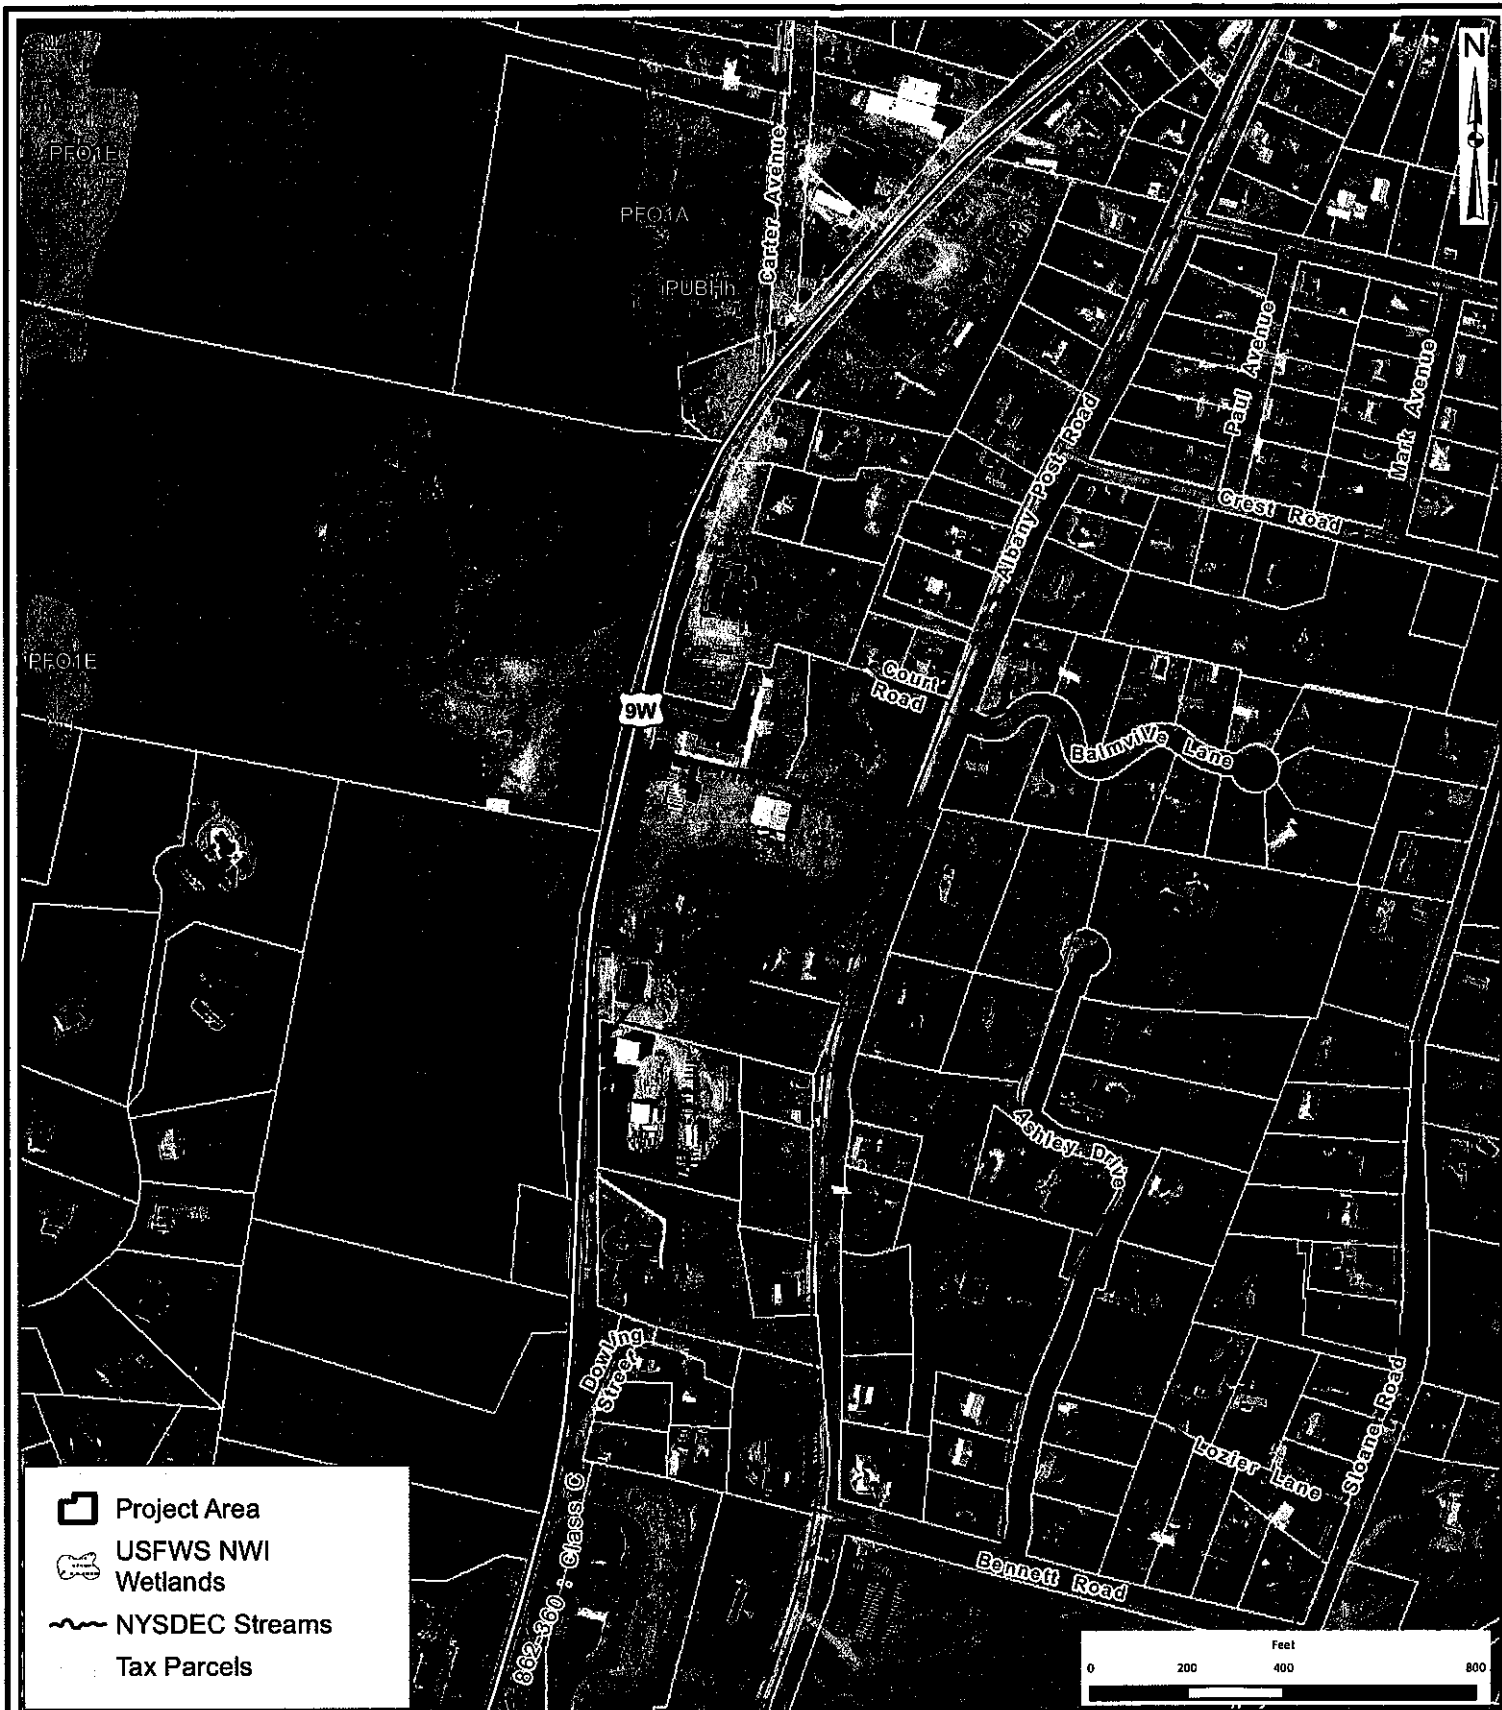 N
PFO1E
Carter Avenue
PFO1A
PUBHh
Paul Avenue
Mark Avenue
Albany Post Road
Crest Road
PFO1E
Court
Road
9W
Balmville Lane
Ashley Drive
Dowling
Street
Sloane Road
Lozier Lane
862-360 ; Class C
Bennett Road
Project Area
USFWS NWI
Wetlands
NYSDEC Streams
Tax Parcels
Feet
0 200 400 800